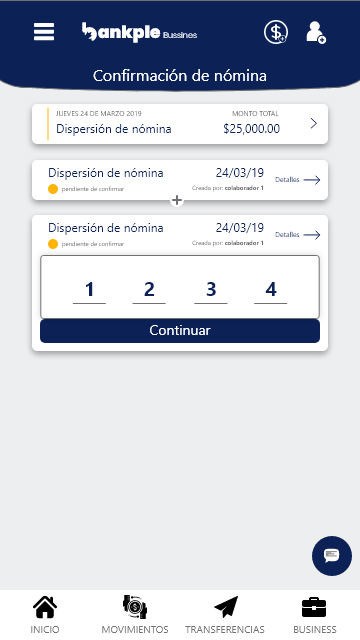 bankple Bussines
Confirmación de nómina
JUEVES 24 DE MARZO 2019
MONTO TOTAL
Dispersión de nómina
$25,000.00
Dispersión de nómina
24/03/19
Detalles
pendiente de confirmar
Creada por: colaborador 1
Dispersión de nómina
24/03/19
Detalles
pendiente de confirmar
Creada por: colaborador 1
1 2 3 4
Continuar
INICIO MOVIMIENTOS TRANSFERENCIAS BUSINESS